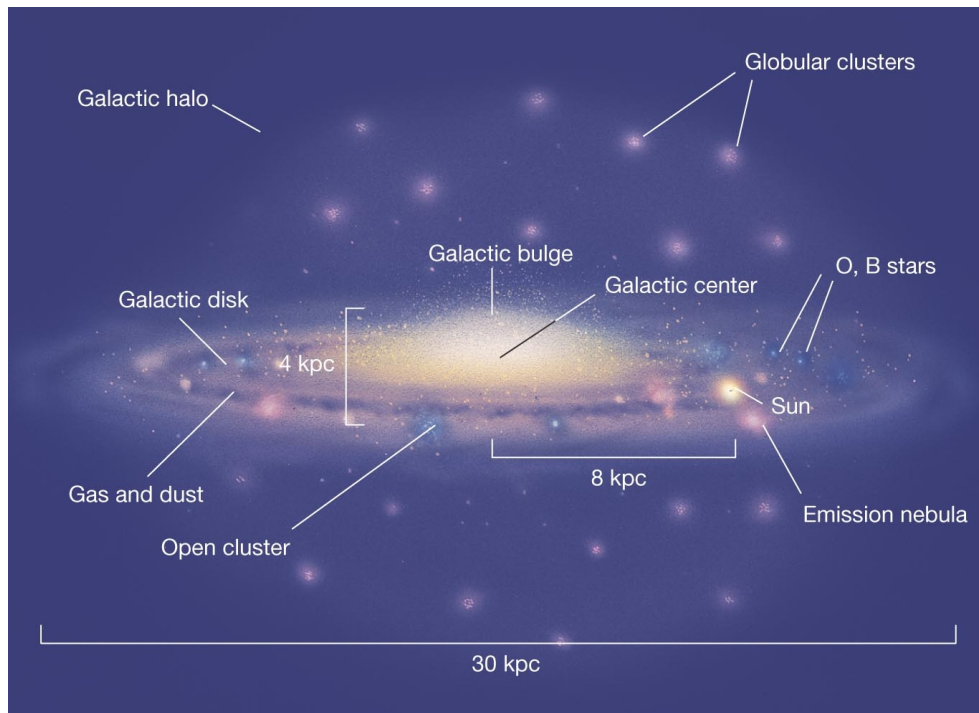 Globular clusters
Galactic halo
Galactic bulge
O, B stars
Galactic center
Galactic disk
4 kpc
Sun
8 kpc
Gas and dust
Emission nebula
Open cluster
30 kpc